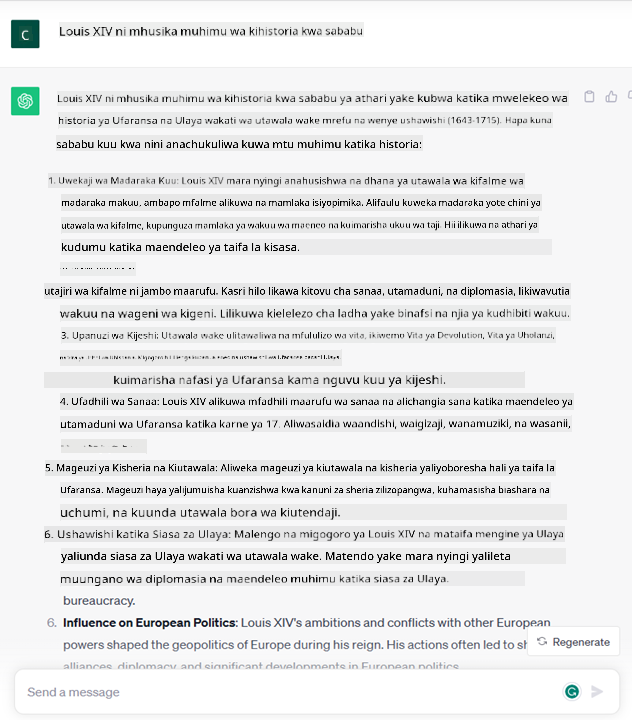 C
Louis XIV ni mhusika muhimu wa kihistoria kwa sababu
Louis XIV ni mhusika muhimu wa kihistoria kwa sababu ya athari yake kubwa katika mwelekeo wa
historia ya Ufaransa na Ulaya wakati wa utawala wake mrefu na wenye ushawishi (1643-1715). Hapa kuna
sababu kuu kwa nini anachukuliwa kuwa mtu muhimu katika historia:
1. Uwekaji wa Madaraka Kuu: Louis XIV mara nyingi anahusishwa na dhana ya utawala wa kifalme wa
madaraka makuu, ambapo mfalme alikuwa na mamlaka isiyopimika. Alifaulu kuweka madaraka yote chini ya
utawala wa kifalme, kupunguza mamlaka ya wakuu wa maeneo na kuimarisha ukuu wa taji. Hii ilikuwa na athari ya
kudumu katika maendeleo ya taifa la kisasa.
utajiri wa kifalme ni jambo maarufu. Kasri hilo likawa kitovu cha sanaa, utamaduni, na diplomasia, likiwavutia
wakuu na wageni wa kigeni. Lilikuwa kielelezo cha ladha yake binafsi na njia ya kudhibiti wakuu.
3. Upanuzi wa Kijeshi: Utawala wake ulitawaliwa na mfululizo wa vita, ikiwemo Vita ya Devolution, Vita ya Uholanzi,
kuimarisha nafasi ya Ufaransa kama nguvu kuu ya kijeshi.
4. Ufadhili wa Sanaa: Louis XIV alikuwa mfadhili maarufu wa sanaa na alichangia sana katika maendeleo ya
utamaduni wa Ufaransa katika karne ya 17. Aliwasaidia waandishi, waigizaji, wanamuziki, na wasanii,
5. Mageuzi ya Kisheria na Kiutawala: Aliweka mageuzi ya kiutawala na kisheria yaliyoboresha hali ya taifa la
Ufaransa. Mageuzi haya yalijumuisha kuanzishwa kwa kanuni za sheria zilizopangwa, kuhamasisha biashara na
uchumi, na kuunda utawala bora wa kiutendaji.
6. Ushawishi katika Siasa za Ulaya: Malengo na migogoro ya Louis XIV na mataifa mengine ya Ulaya
yaliunda siasa za Ulaya wakati wa utawala wake. Matendo yake mara nyingi yalileta
muungano wa diplomasia na maendeleo muhimu katika siasa za Ulaya.
bureaucracy.
6. Influence on European Politics: Louis XIV's ambitions and conflicts with other European
powers shaped the geopolitics of Europe during his reign. His actions often led to sh
Regenerate
alliances, diplomacy, and significant developments in European politics.
Send a message